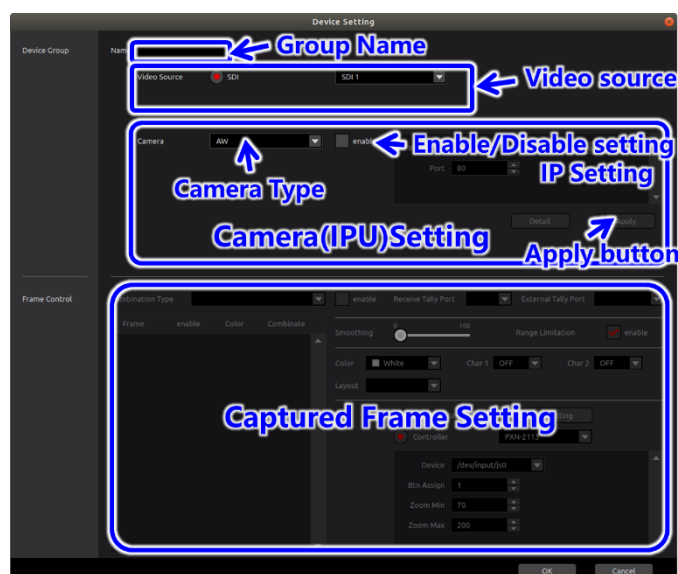 Device Setting
Device Group
Name
Group Name
Video Source
SDI
SDI 1
Video source
Camera
AW
enable
Enable/Disable setting
Port
80
IP Setting
Camera Type
Detail
Apply
Camera(IPU)Setting
Apply button
Frame Control
Combination Type
enable
Receive Tally Port
External Tally Port
Frame
enable
Color
Combinate
Smoothing
0
100
Range Limitation
enable
Color
White
Char 1
OFF
Char 2
OFF
Layout
Captured Frame Setting
Controller
PXN-2113
Device
/dev/input/js0
Btn Assign
1
Zoom Min
70
Zoom Max
200
OK
Cancel